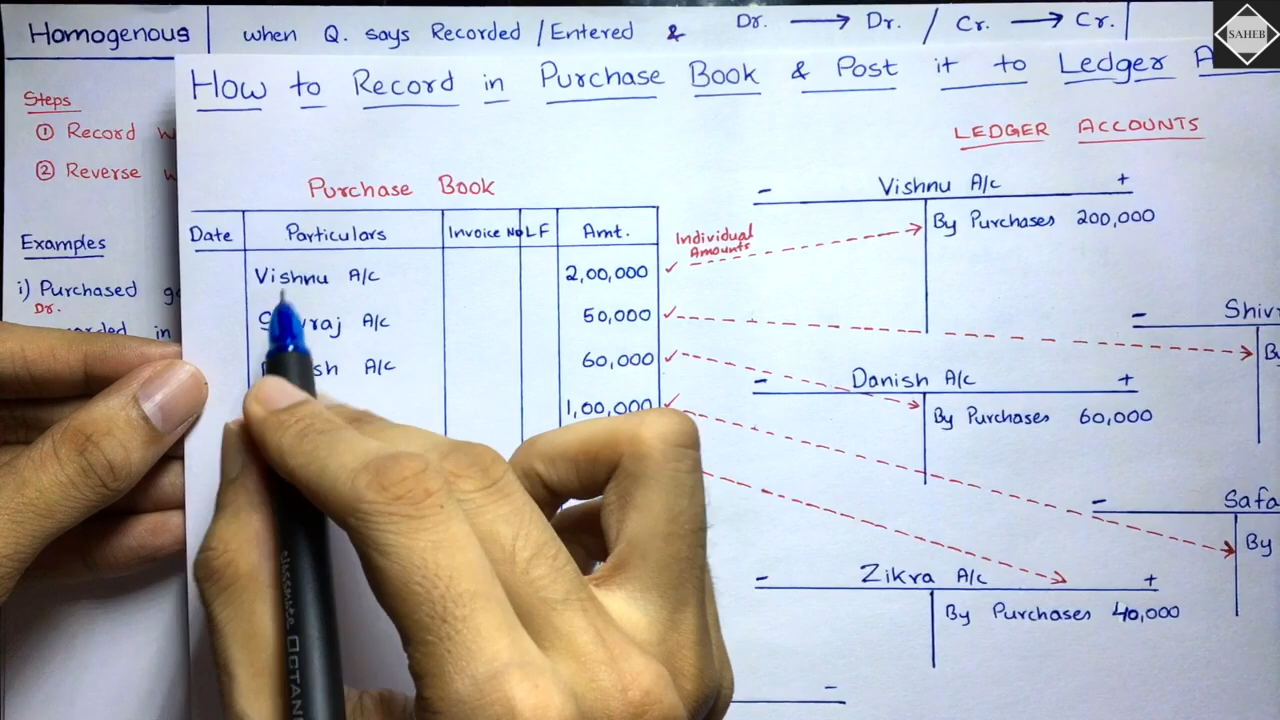 Homogenous when Q. says Recorded / Entered & Dr. → Dr. / Cr. → Cr.
SAHEB
How to Record in Purchase Book & Post it to Ledger A
Steps
① Record w
② Reverse w
Examples
i) Purchased g
Dr.
in
LEDGER ACCOUNTS
Purchase Book
Date Particulars Invoice No LF Amt.
Vishnu A/c 2,00,000
A/c 50,000
A/c 60,000
1,00,000
Individual
Amounts
- Vishnu A/c +
By Purchases 200,000
- Shiv
B
- Danish A/c +
By Purchases 60,000
- Safa
By
- Zikra A/c +
By Purchases 40,000
-
classmate OCTANE